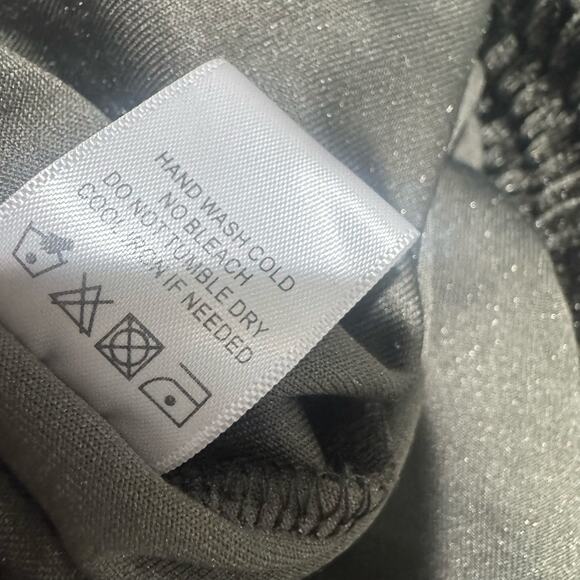 HAND WASH COLD
NO BLEACH
DO NOT TUMBLE DRY
COOL IRON IF NEEDED